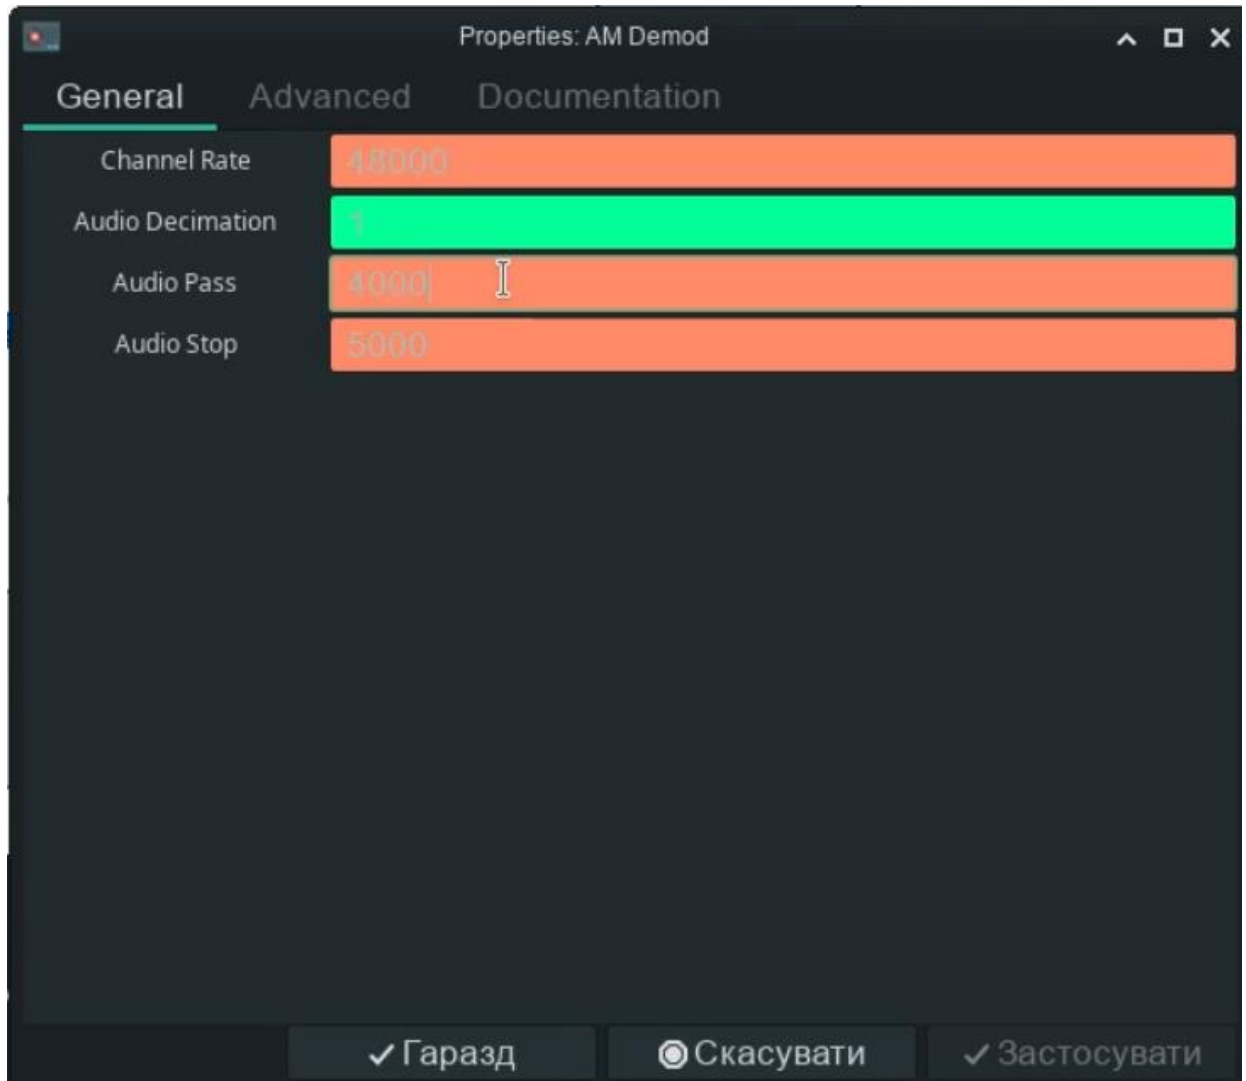 Properties: AM Demod
General Advanced Documentation
Channel Rate 48000
Audio Decimation 1
Audio Pass 4000
Audio Stop 5000
Гаразд Скасувати Застосувати